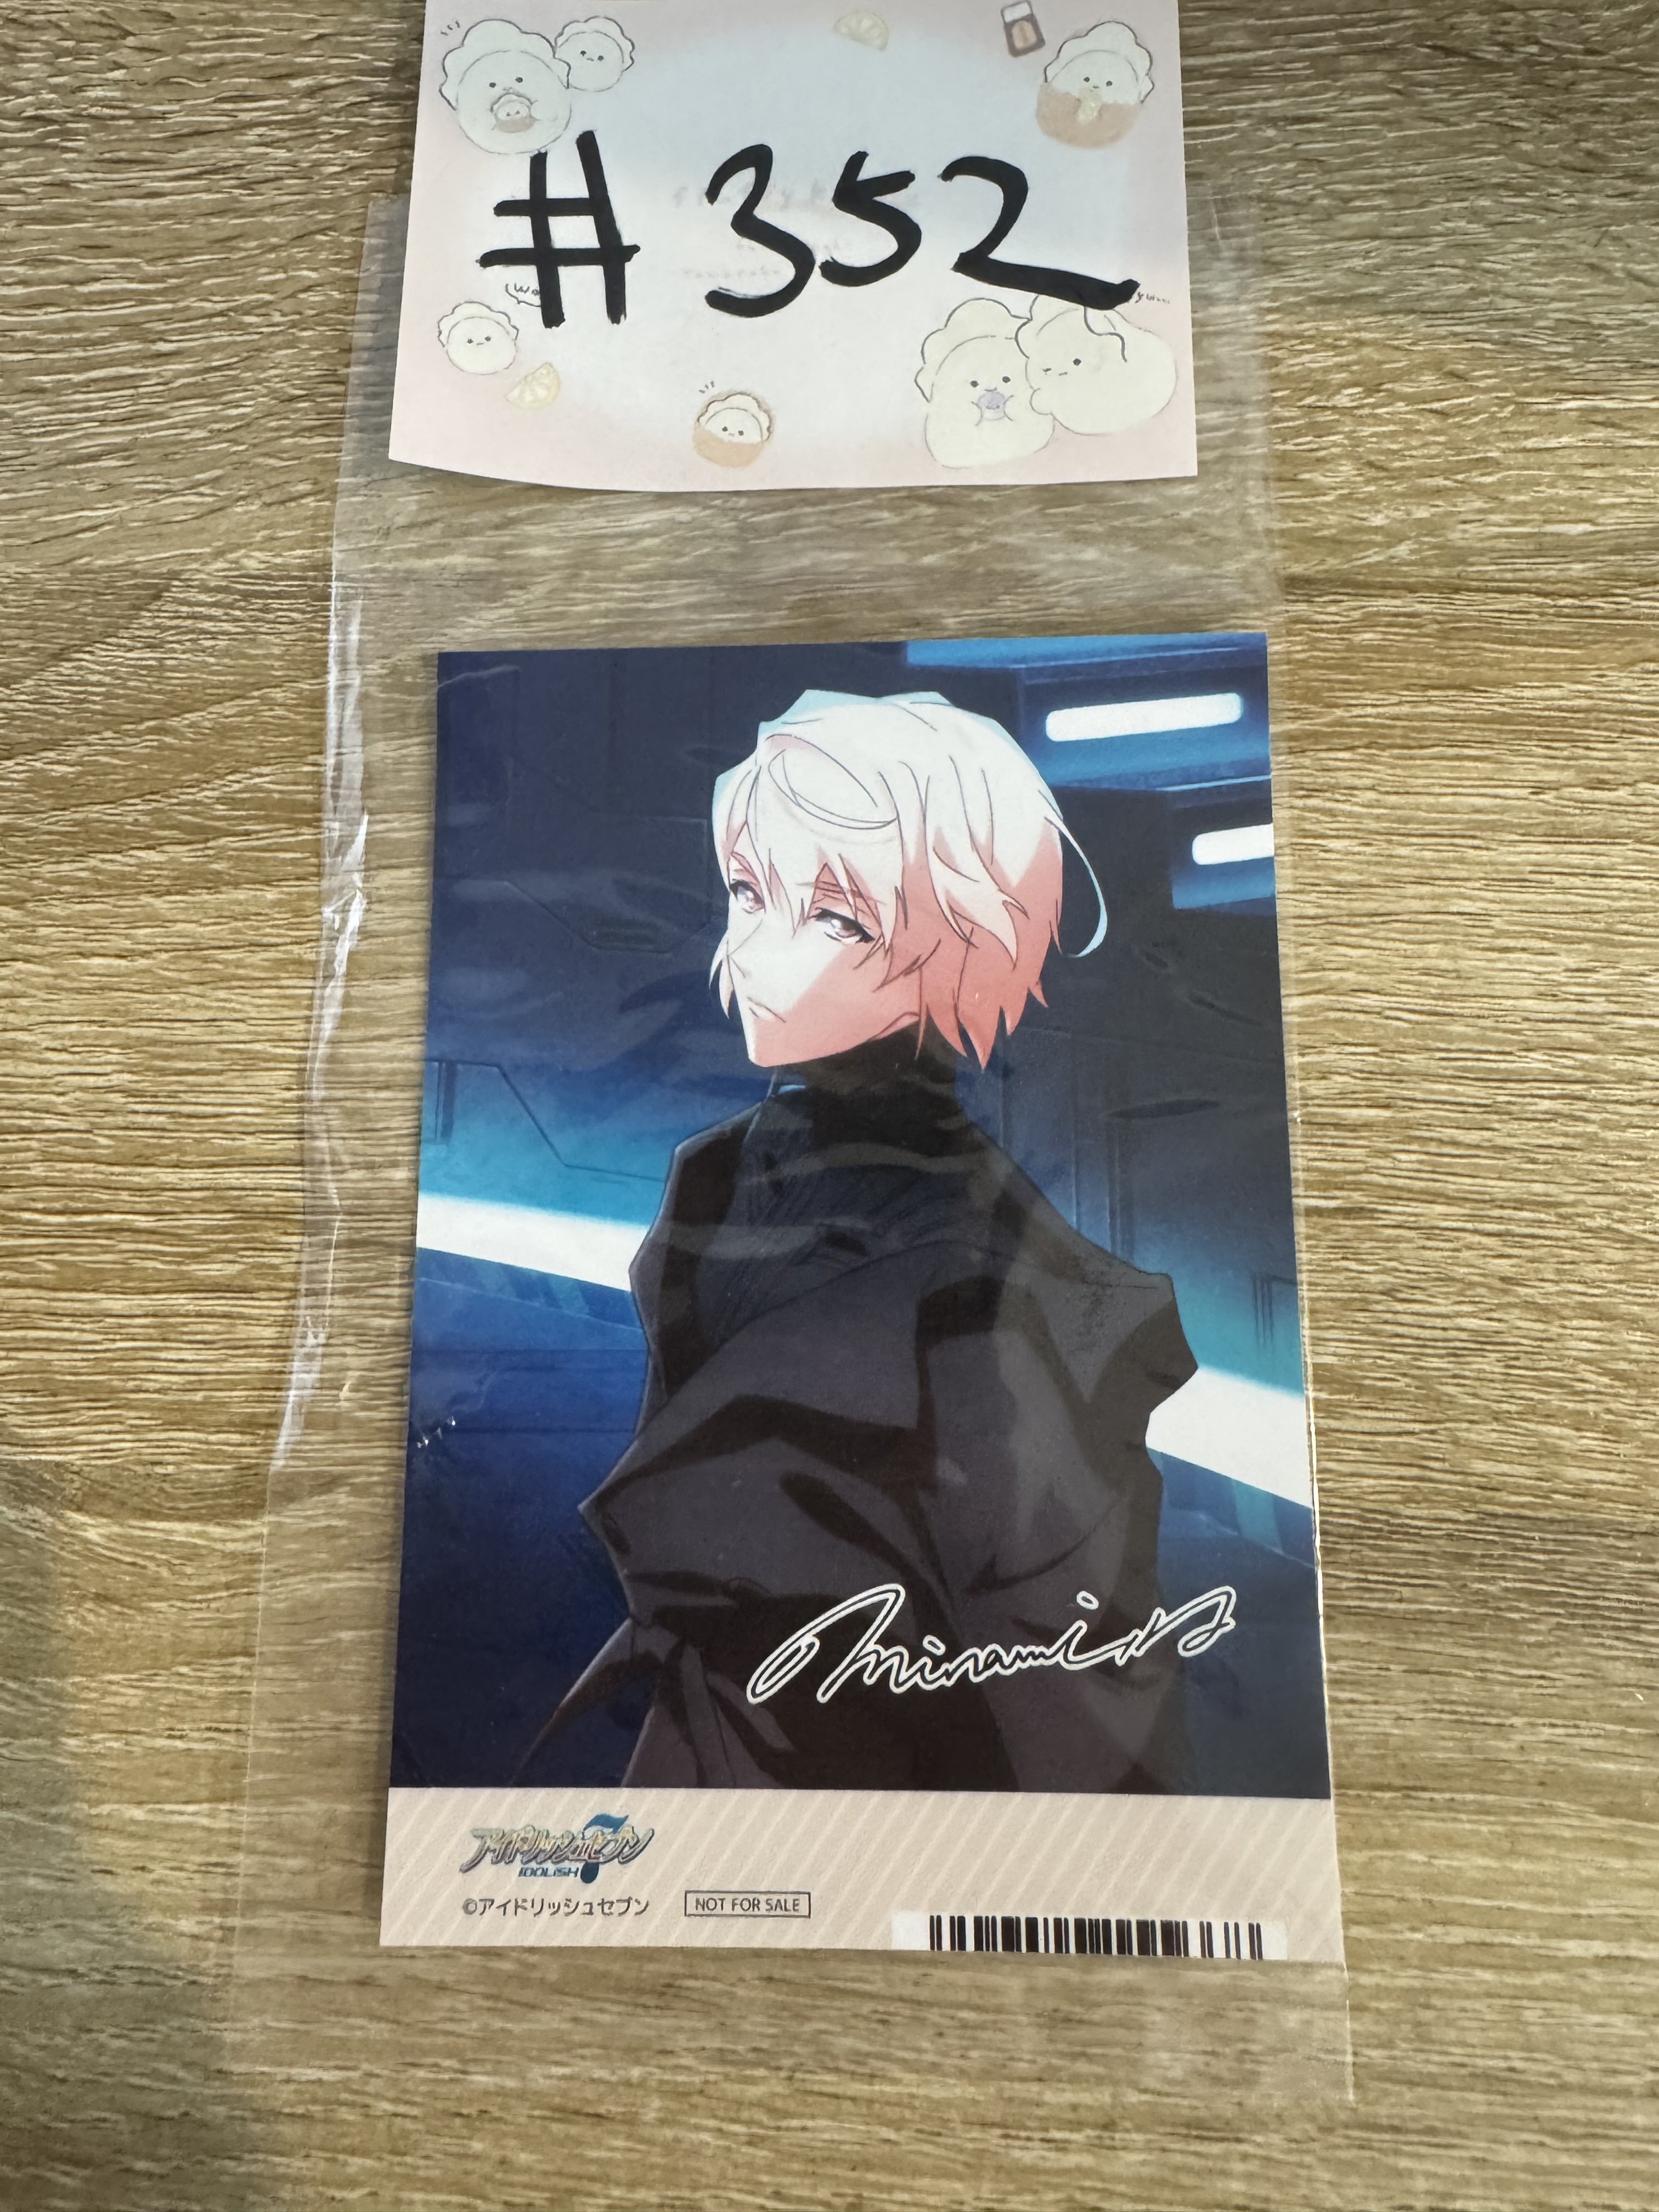 #352
Minami
アイドリッシュセブン
IDOLiSH7
©アイドリッシュセブン
NOT FOR SALE